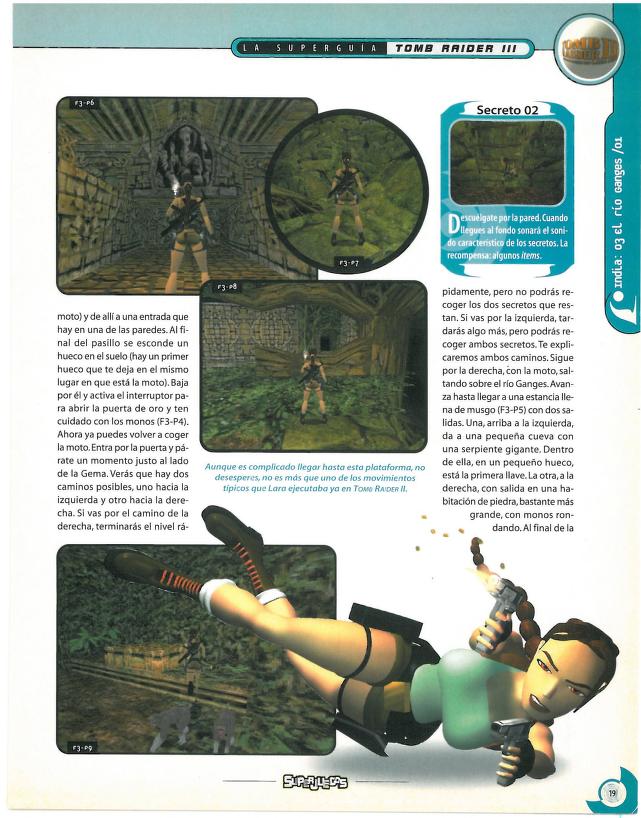 LA SUPERGUÍA TOMB RAIDER III
India: 03 El río Ganges /01
F3-P6
F3-P7
F3-P8
Secreto 02
Descuélgate por la pared. Cuando
llegues al fondo sonará el soni-
do característico de los secretos. La
recompensa: algunos items.
moto) y de allí a una entrada que
hay en una de las paredes. Al fi-
nal del pasillo se esconde un
hueco en el suelo (hay un primer
hueco que te deja en el mismo
lugar en que está la moto). Baja
por él y activa el interruptor pa-
ra abrir la puerta de oro y ten
cuidado con los monos (F3-P4).
Ahora ya puedes volver a coger
la moto. Entra por la puerta y pá-
rate un momento justo al lado
de la Gema. Verás que hay dos
caminos posibles, uno hacia la
izquierda y otro hacia la dere-
cha. Si vas por el camino de la
derecha, terminarás el nivel rá-
Aunque es complicado llegar hasta esta plataforma, no
desesperes, no es más que uno de los movimientos
típicos que Lara ejecutaba ya en TOMB RAIDER II.
pidamente, pero no podrás re-
coger los dos secretos que res-
tan. Si vas por la izquierda, tar-
darás algo más, pero podrás re-
coger ambos secretos. Te expli-
caremos ambos caminos. Sigue
por la derecha, con la moto, sal-
tando sobre el río Ganges. Avan-
za hasta llegar a una estancia lle-
na de musgo (F3-P5) con dos sa-
lidas. Una, arriba a la izquierda,
da a una pequeña cueva con
una serpiente gigante. Dentro
de ella, en un pequeño hueco,
está la primera llave. La otra, a la
derecha, con salida en una ha-
bitación de piedra, bastante más
grande, con monos ron-
dando. Al final de la
F3-P9
SUPERJUEGOS
19